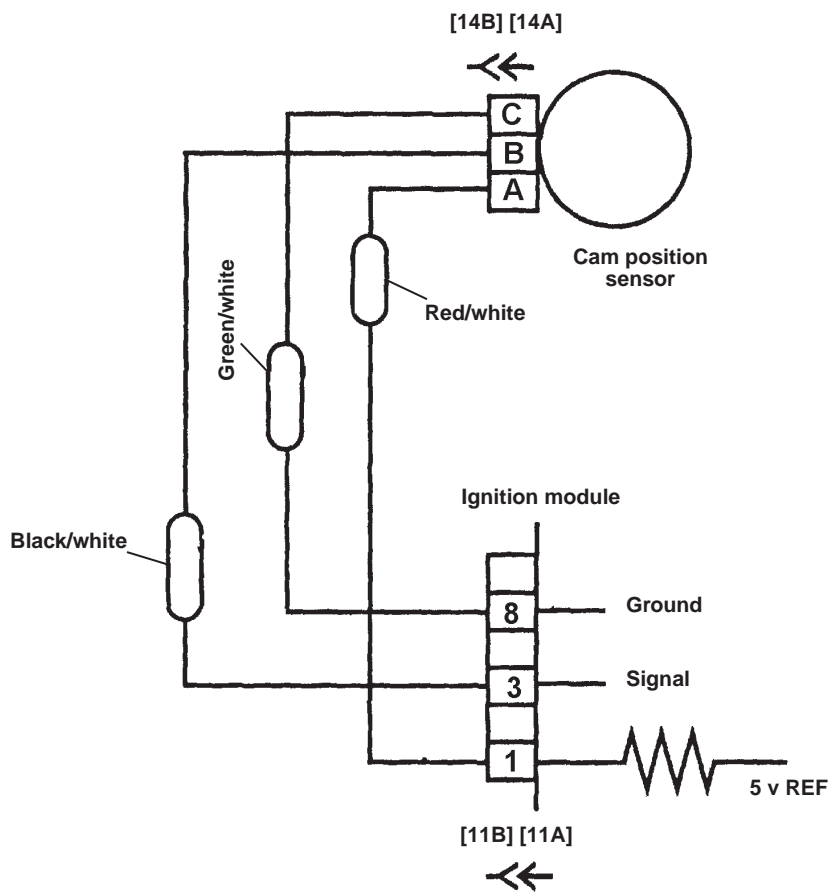 [14B] [14A]
C
B
A
Cam position
sensor
Red/white
Green/white
Black/white
Ignition module
8
Ground
3
Signal
1
5 v REF
[11B] [11A]